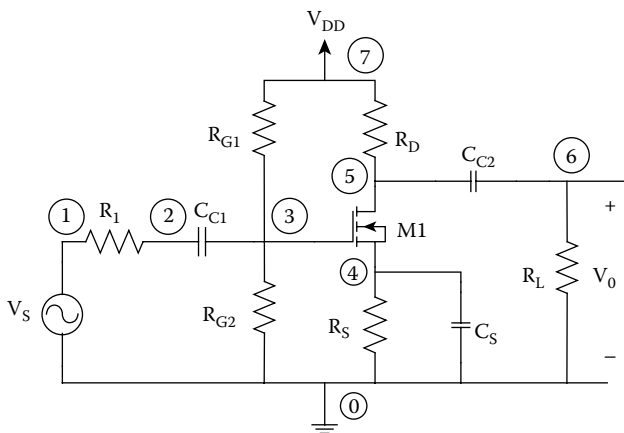 V_DD
7
R_G1
R_D
C_C2
6
5
1
R_1
2
C_C1
3
+
M1
4
V_S
R_G2
R_S
C_S
R_L
V_0
−
0